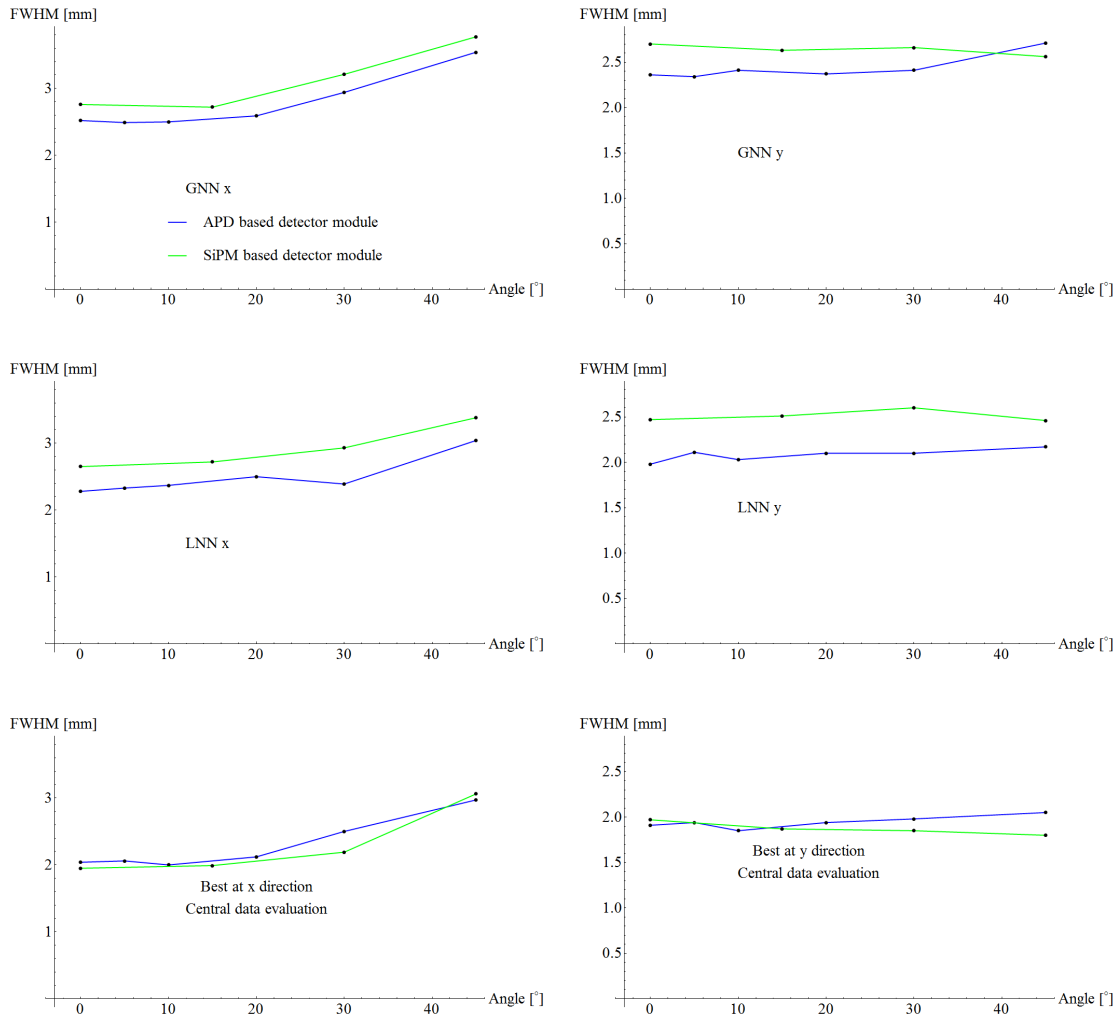 FWHM [mm]
3
2
1
GNN x
APD based detector module
SiPM based detector module
0 10 20 30 40 Angle [°]
FWHM [mm]
2.5
2.0
1.5
1.0
0.5
GNN y
0 10 20 30 40 Angle [°]
FWHM [mm]
3
2
1
LNN x
0 10 20 30 40 Angle [°]
FWHM [mm]
2.5
2.0
1.5
1.0
0.5
LNN y
0 10 20 30 40 Angle [°]
FWHM [mm]
3
2
1
Best at x direction
Central data evaluation
0 10 20 30 40 Angle [°]
FWHM [mm]
2.5
2.0
1.5
1.0
0.5
Best at y direction
Central data evaluation
0 10 20 30 40 Angle [°]